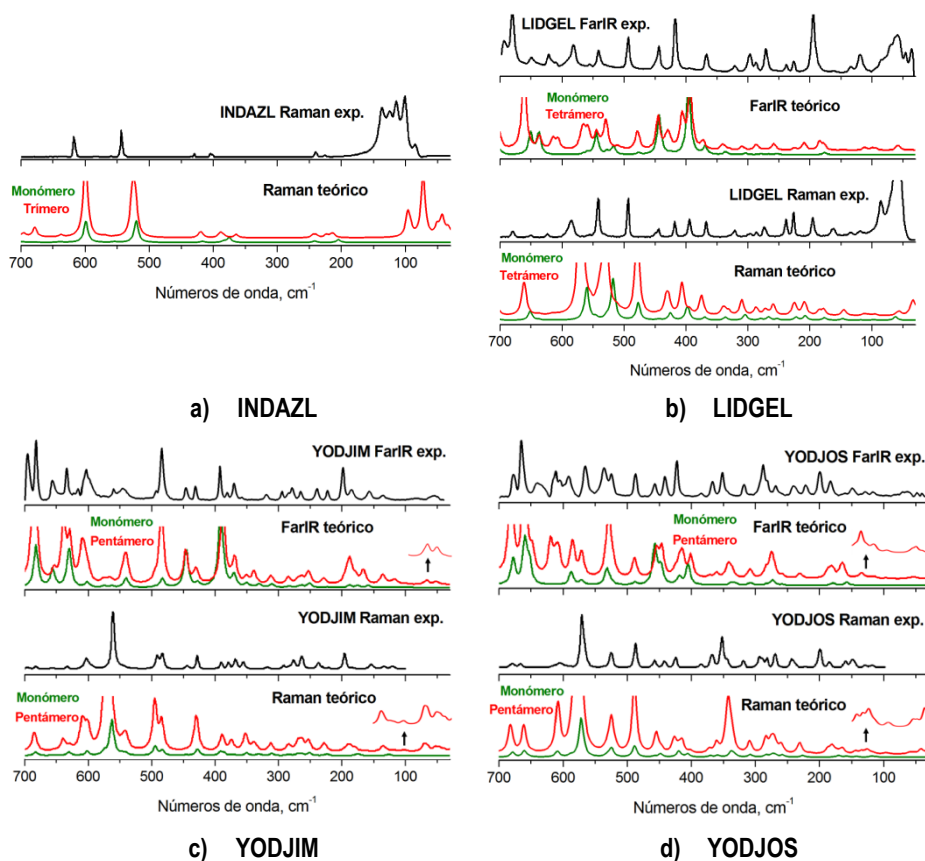 INDAZL Raman exp.
Monómero
Trimero
Raman teórico
700 600 500 400 300 200 100
Números de onda, cm-1
a) INDAZL
LIDGEL FarIR exp.
Monómero
Tetrámero
FarIR teórico
LIDGEL Raman exp.
Monómero
Tetrámero
Raman teórico
700 600 500 400 300 200 100
Números de onda, cm-1
b) LIDGEL
YODJIM FarIR exp.
Monómero
Pentámero
FarIR teórico
YODJIM Raman exp.
Monómero
Pentámero
Raman teórico
700 600 500 400 300 200 100
Números de onda, cm-1
c) YODJIM
YODJOS FarIR exp.
FarIR teórico
Monómero
Pentámero
YODJOS Raman exp.
Monómero
Pentámero
Raman teórico
700 600 500 400 300 200 100
Números de onda, cm-1
d) YODJOS